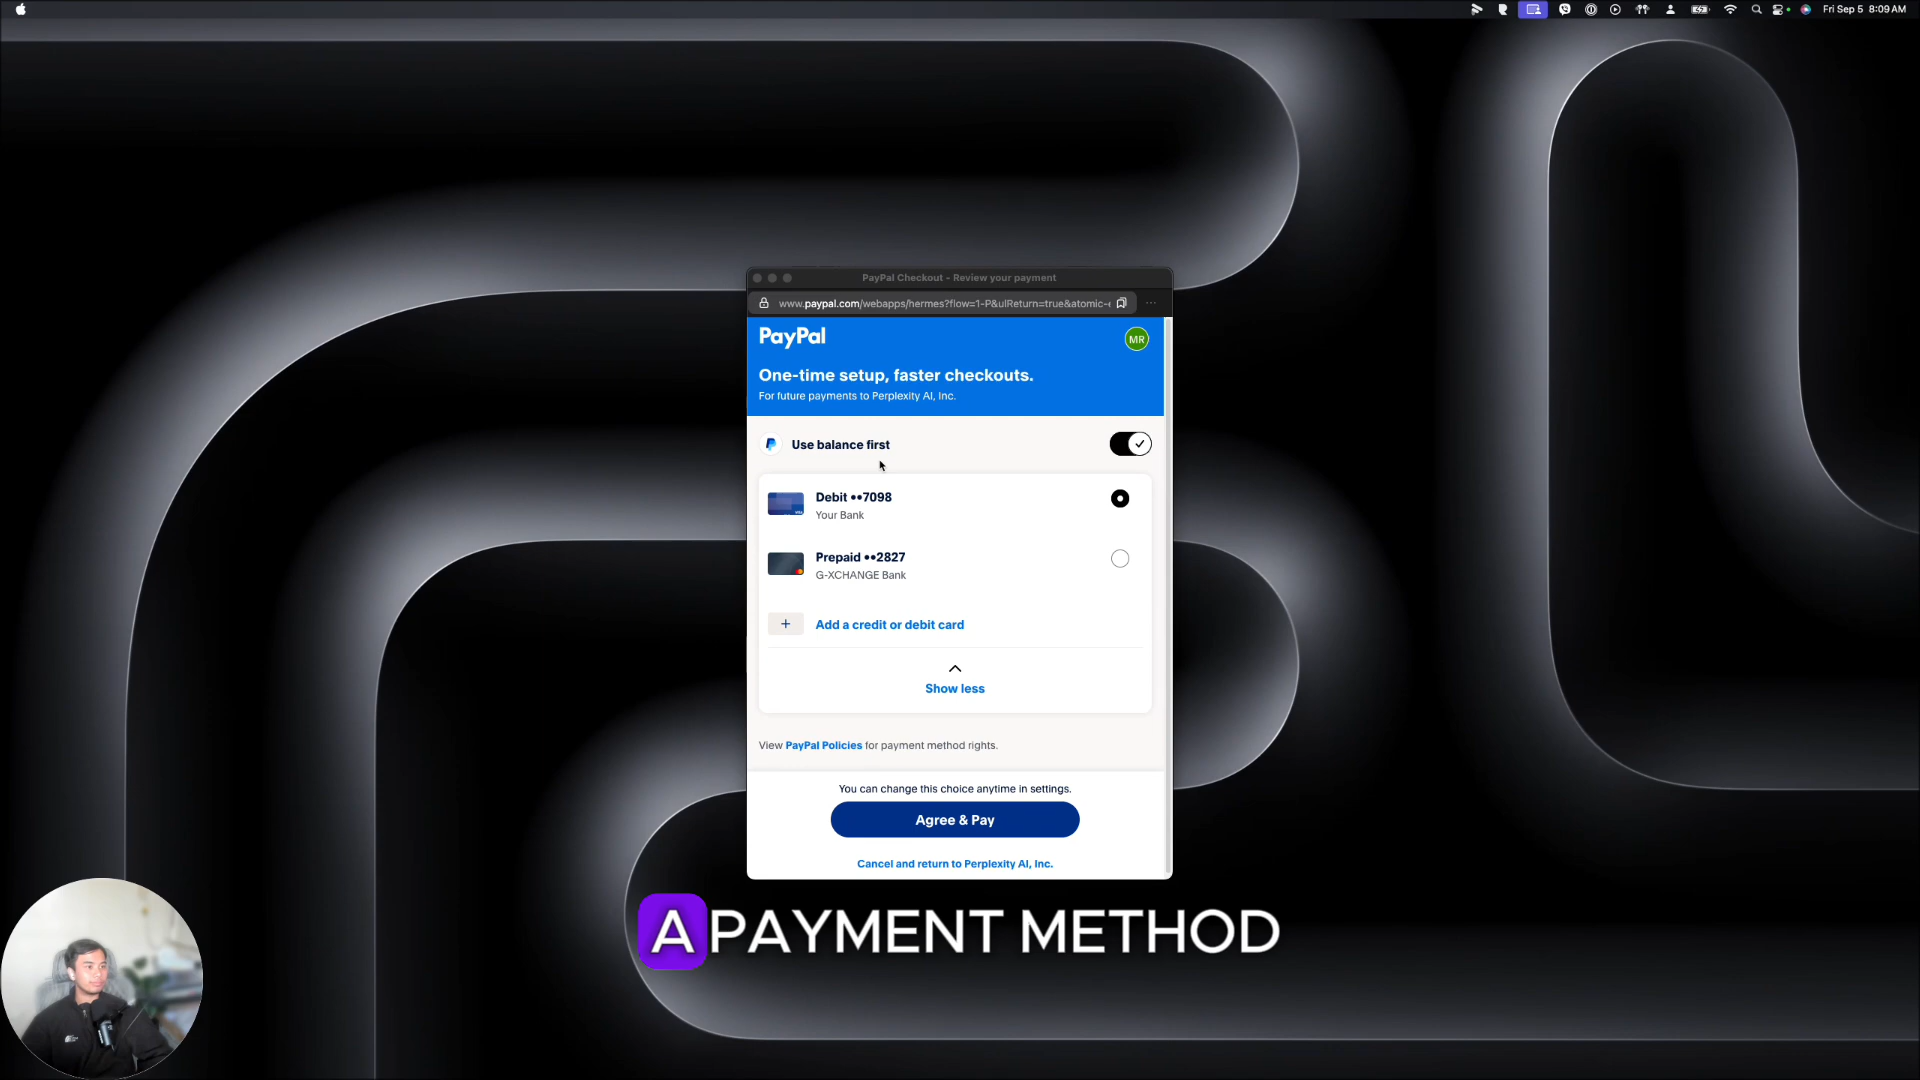 Fri Sep 5 8:09 AM
PayPal Checkout - Review your payment
www.paypal.com/webapps/hermes?flow=1-P&ulReturn=true&atomic-
PayPal
MR
One-time setup, faster checkouts.
For future payments to Perplexity AI, Inc.
Use balance first
Debit ••7098
Your Bank
Prepaid ••2827
G-XCHANGE Bank
+ Add a credit or debit card
Show less
View PayPal Policies for payment method rights.
You can change this choice anytime in settings.
Agree & Pay
Cancel and return to Perplexity AI, Inc.
A PAYMENT METHOD